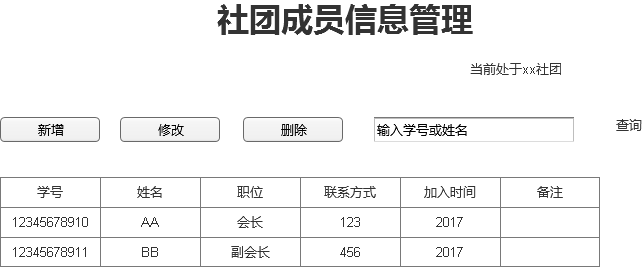 社团成员信息管理
当前处于xx社团
新增 修改 删除 输入学号或姓名 查询
学号 姓名 职位 联系方式 加入时间 备注
12345678910 AA 会长 123 2017
12345678911 BB 副会长 456 2017